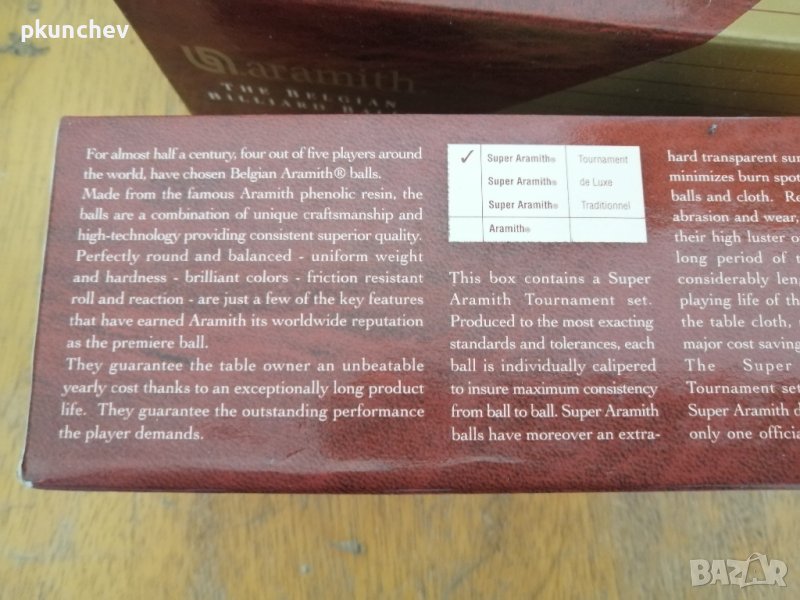 pkunchev
aramith
THE BELGIAN
BILLIARD BALL
For almost half a century, four out of five players around
the world, have chosen Belgian Aramith® balls.
Made from the famous Aramith phenolic resin, the
balls are a combination of unique craftsmanship and
high-technology providing consistent superior quality.
Perfectly round and balanced - uniform weight
and hardness - brilliant colors - friction resistant
roll and reaction - are just a few of the key features
that have earned Aramith its worldwide reputation
as the premiere ball.
They guarantee the table owner an unbeatable
yearly cost thanks to an exceptionally long product
life. They guarantee the outstanding performance
the player demands.
✓ Super Aramith® Tournament
Super Aramith® de Luxe
Super Aramith® Traditionnel
Aramith®
This box contains a Super
Aramith Tournament set.
Produced to the most exacting
standards and tolerances, each
ball is individually calipered
to insure maximum consistency
from ball to ball. Super Aramith
balls have moreover an extra-
hard transparent
minimizes burn
balls and cloth.
abrasion and wear,
their high luster
long period of
considerably
playing life of
the table cloth,
major cost
The Super
Tournament
Super Aramith
only one
BAZAR